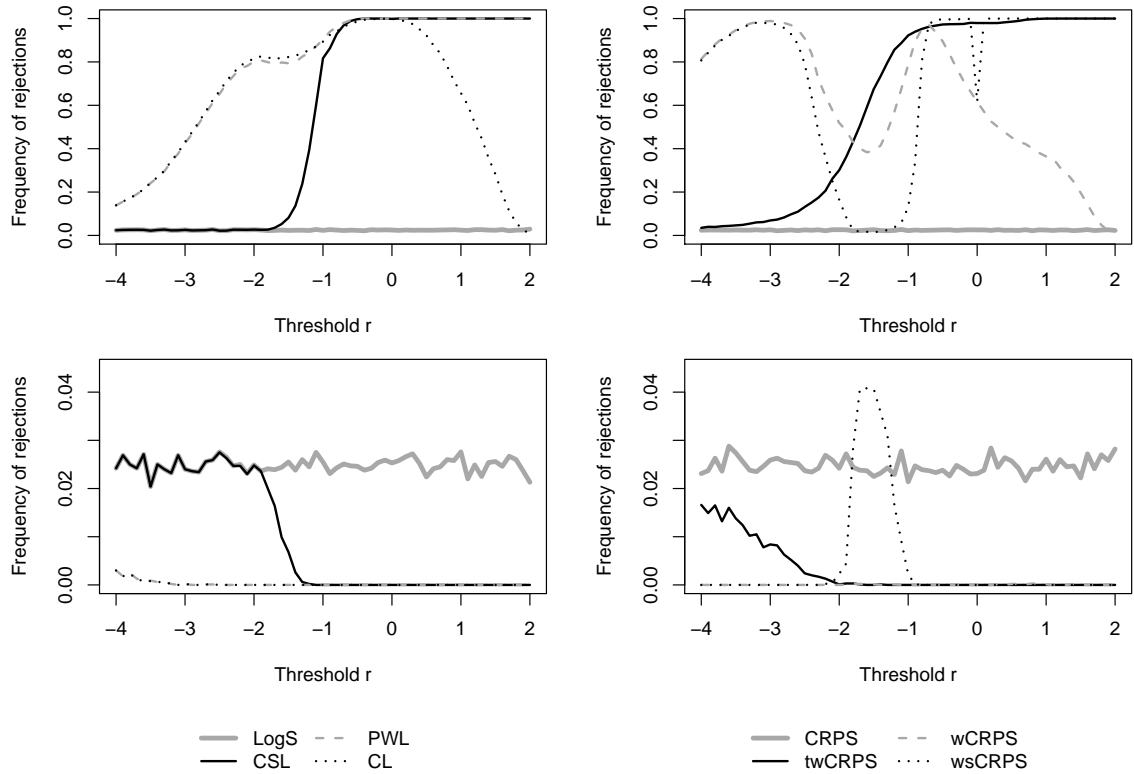 Frequency of rejections
0.0 0.2 0.4 0.6 0.8 1.0
−4 −3 −2 −1 0 1 2
Threshold r
Frequency of rejections
0.0 0.2 0.4 0.6 0.8 1.0
−4 −3 −2 −1 0 1 2
Threshold r
Frequency of rejections
0.00 0.02 0.04
−4 −3 −2 −1 0 1 2
Threshold r
Frequency of rejections
0.00 0.02 0.04
−4 −3 −2 −1 0 1 2
Threshold r
LogS PWL
CSL CL
CRPS wCRPS
twCRPS wsCRPS